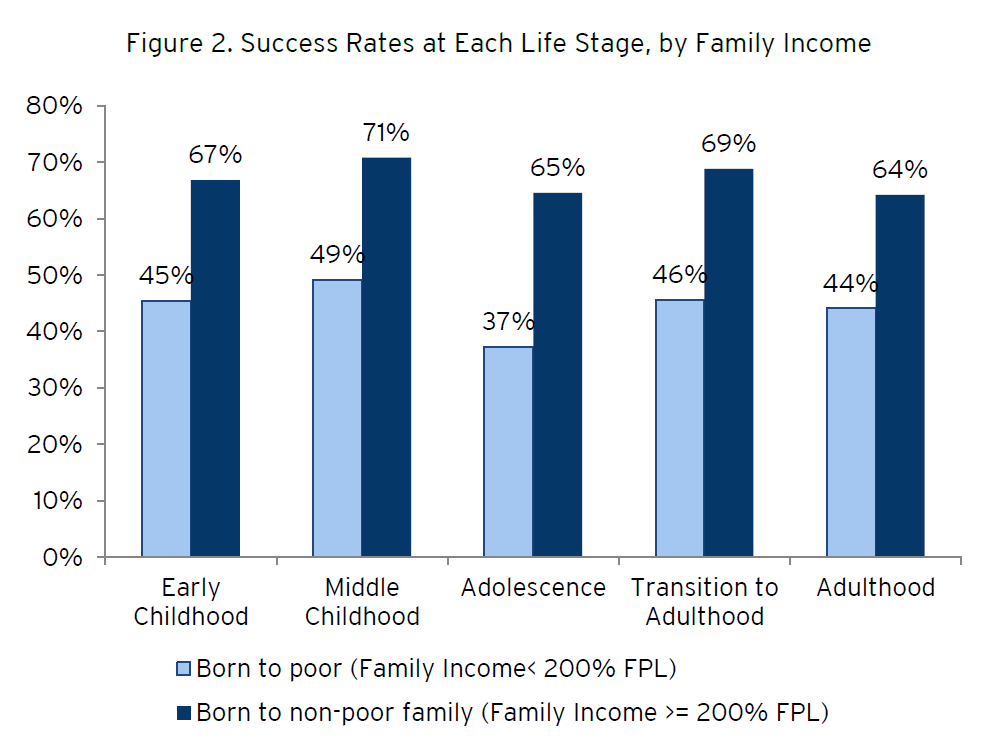 Figure 2. Success Rates at Each Life Stage, by Family Income
80%
70%
60%
50%
40%
30%
20%
10%
0%
45%
67%
49%
71%
37%
65%
46%
69%
44%
64%
Early
Childhood
Middle
Childhood
Adolescence
Transition to
Adulthood
Adulthood
Born to poor (Family Income< 200% FPL)
Born to non-poor family (Family Income >= 200% FPL)